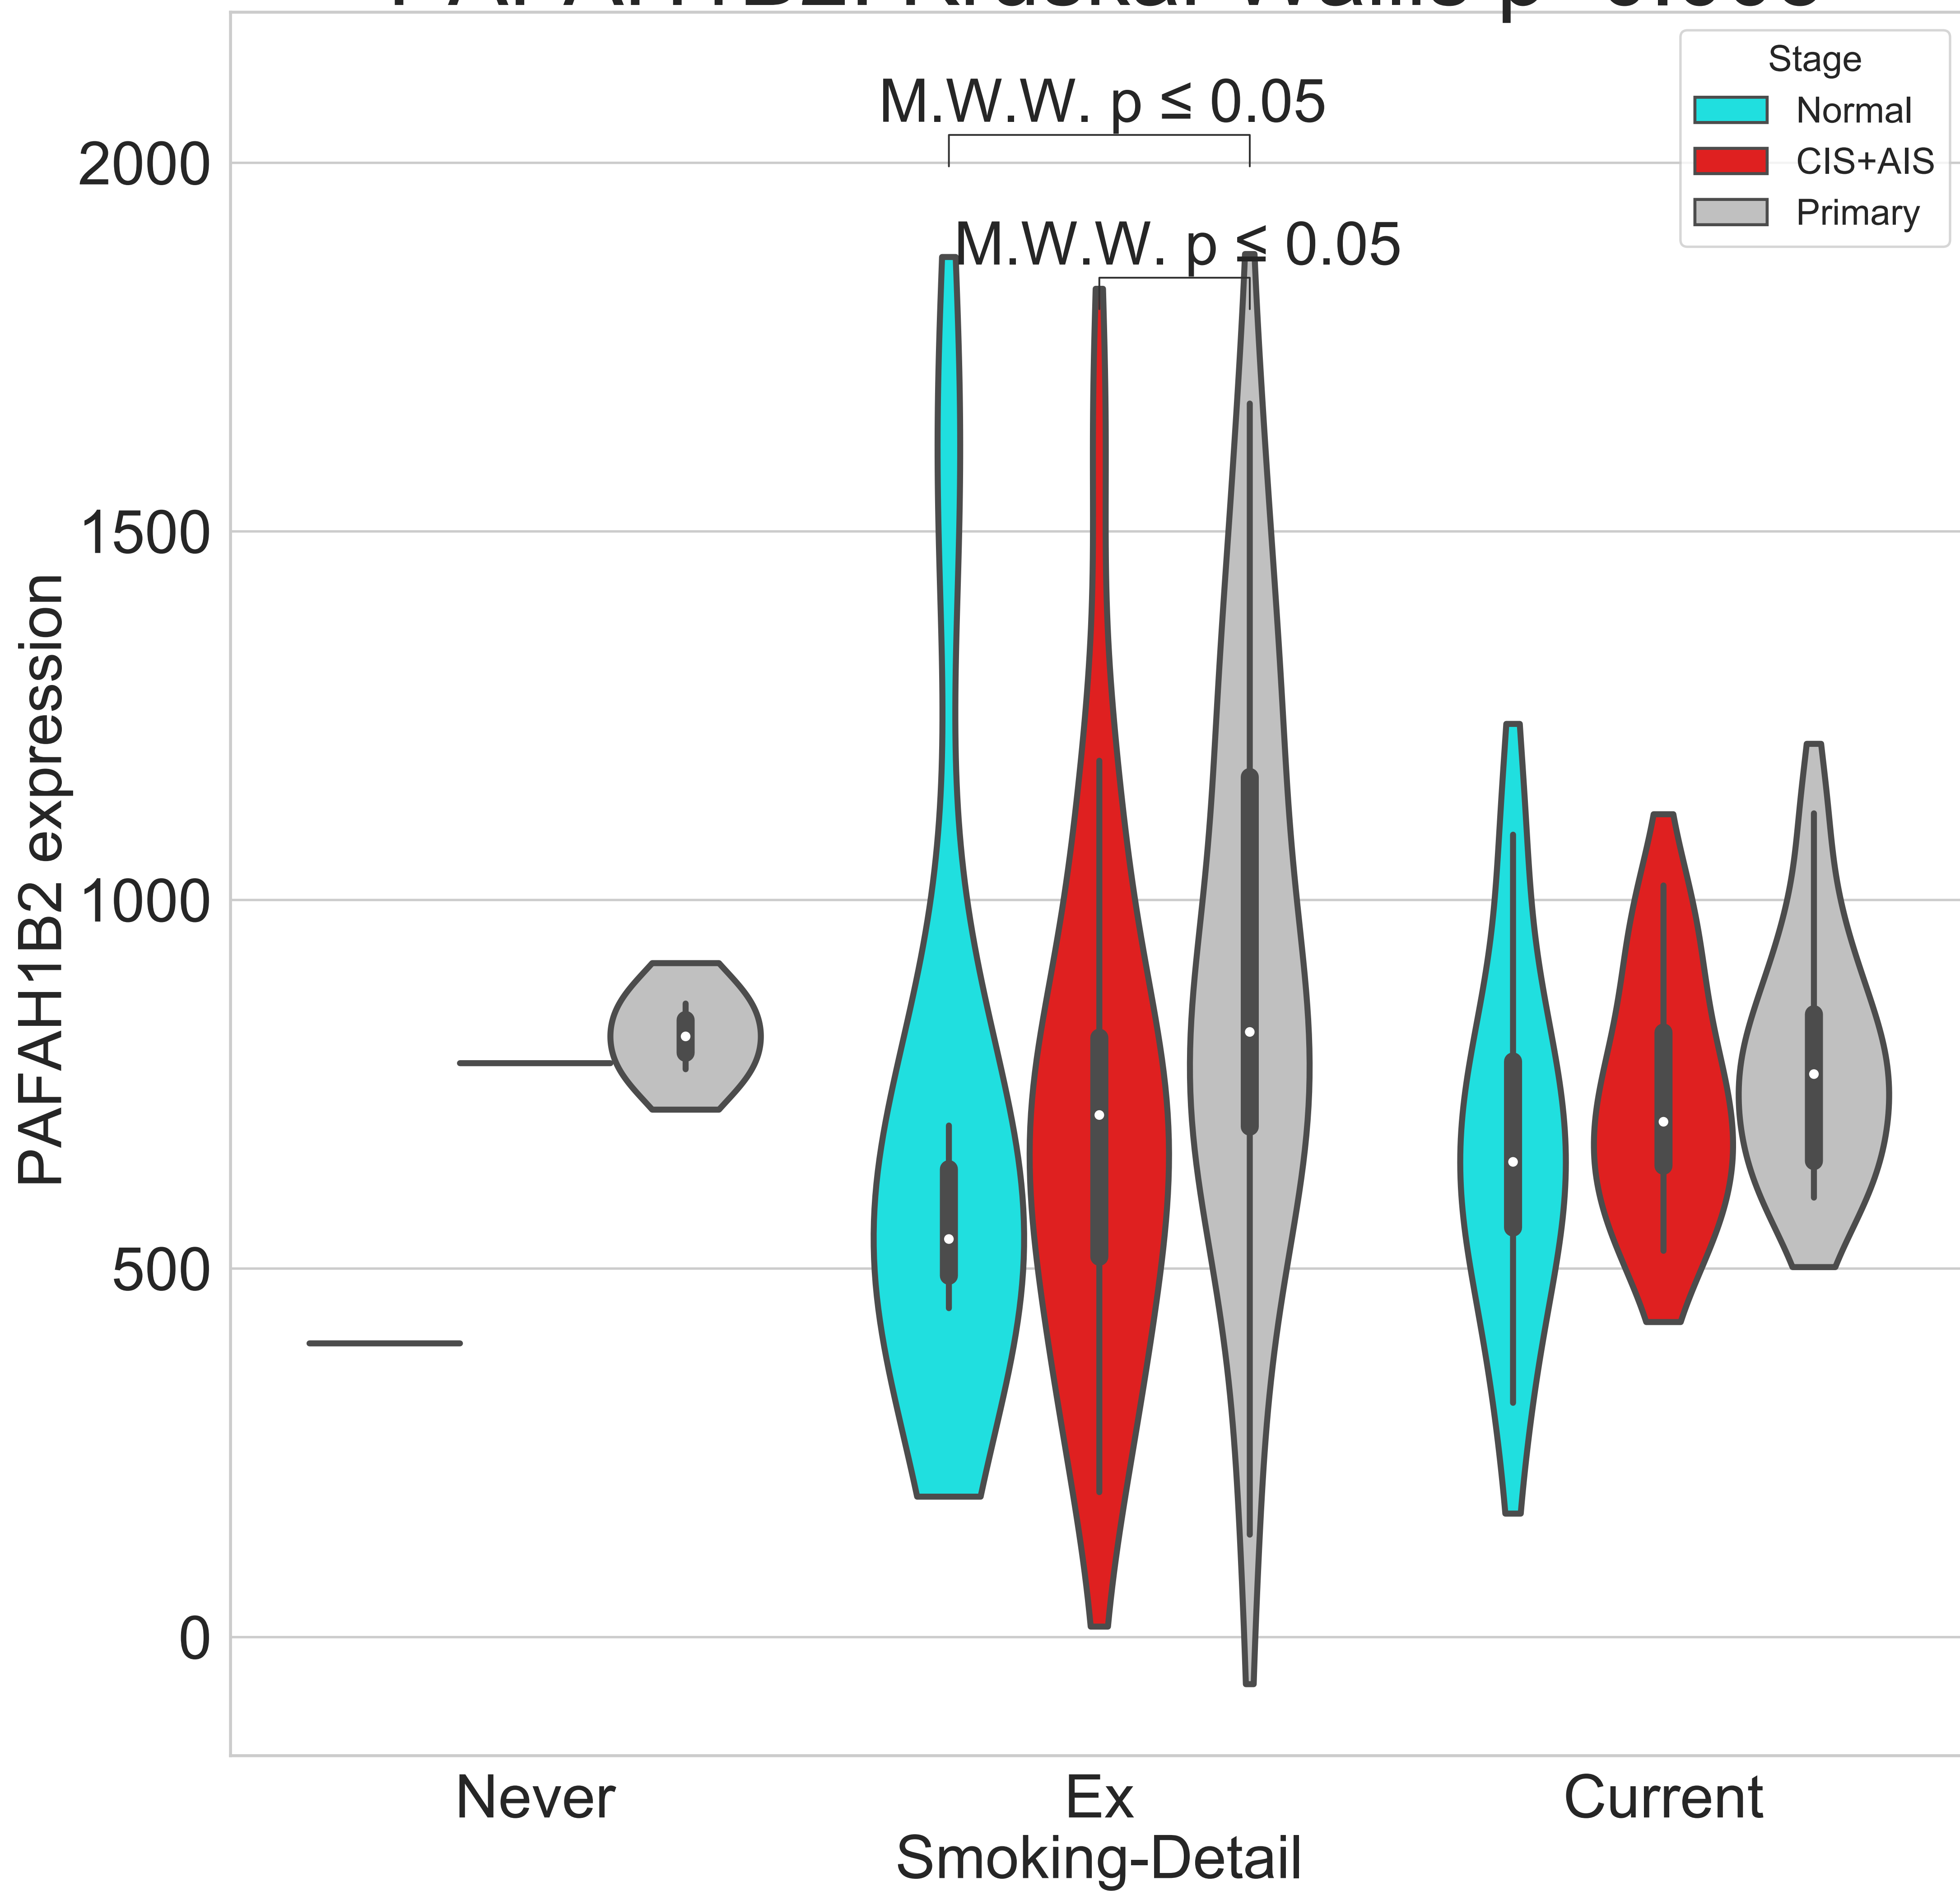 Stage
Normal
CIS+AIS
Primary
M.W.W. p ≤ 0.05
M.W.W. p ≤ 0.05
2000
1500
1000
500
0
PAFAH1B2 expression
Never
Ex
Current
Smoking-Detail